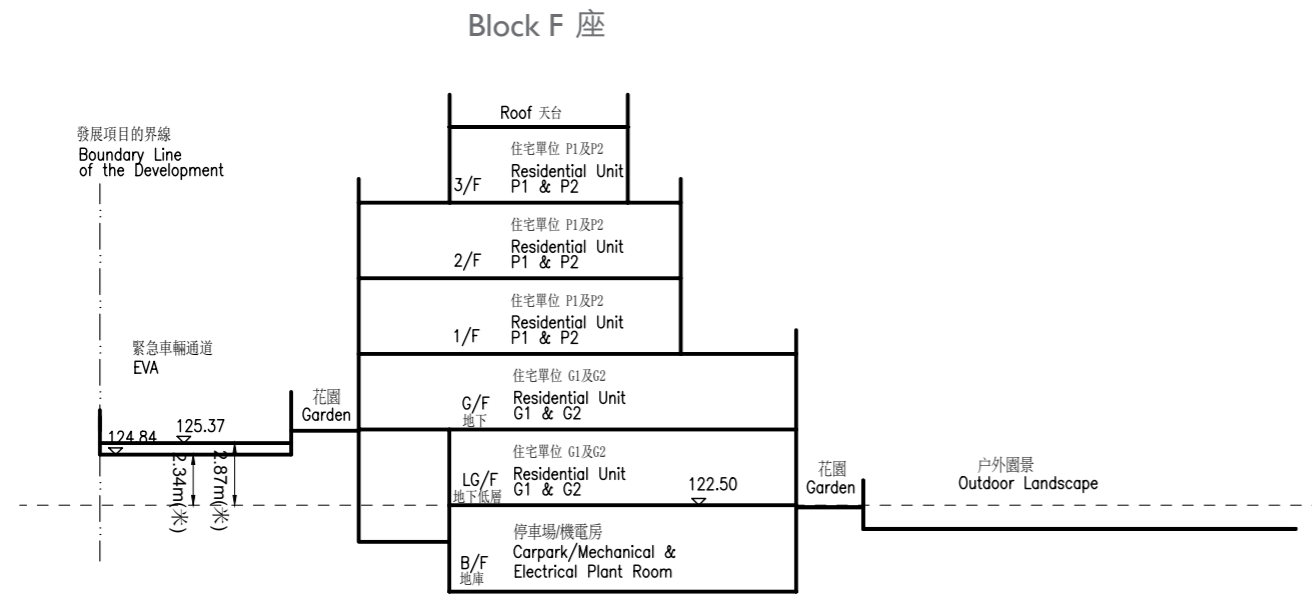 Block F 座
Roof 天台
發展項目的界線
Boundary Line
of the Development
住宅單位 P1及P2
Residential Unit
3/F P1 & P2
住宅單位 P1及P2
Residential Unit
2/F P1 & P2
住宅單位 P1及P2
Residential Unit
1/F P1 & P2
緊急車輛通道
EVA
住宅單位 G1及G2
Residential Unit
G/F G1 & G2
地下
花園
Garden
125.37
124.84
2.34m(米)
2.87m(米)
住宅單位 G1及G2
Residential Unit
LG/F G1 & G2
地下低層
122.50
花園
Garden
户外園景
Outdoor Landscape
停車場/機電房
Carpark/Mechanical &
Electrical Plant Room
B/F
地庫